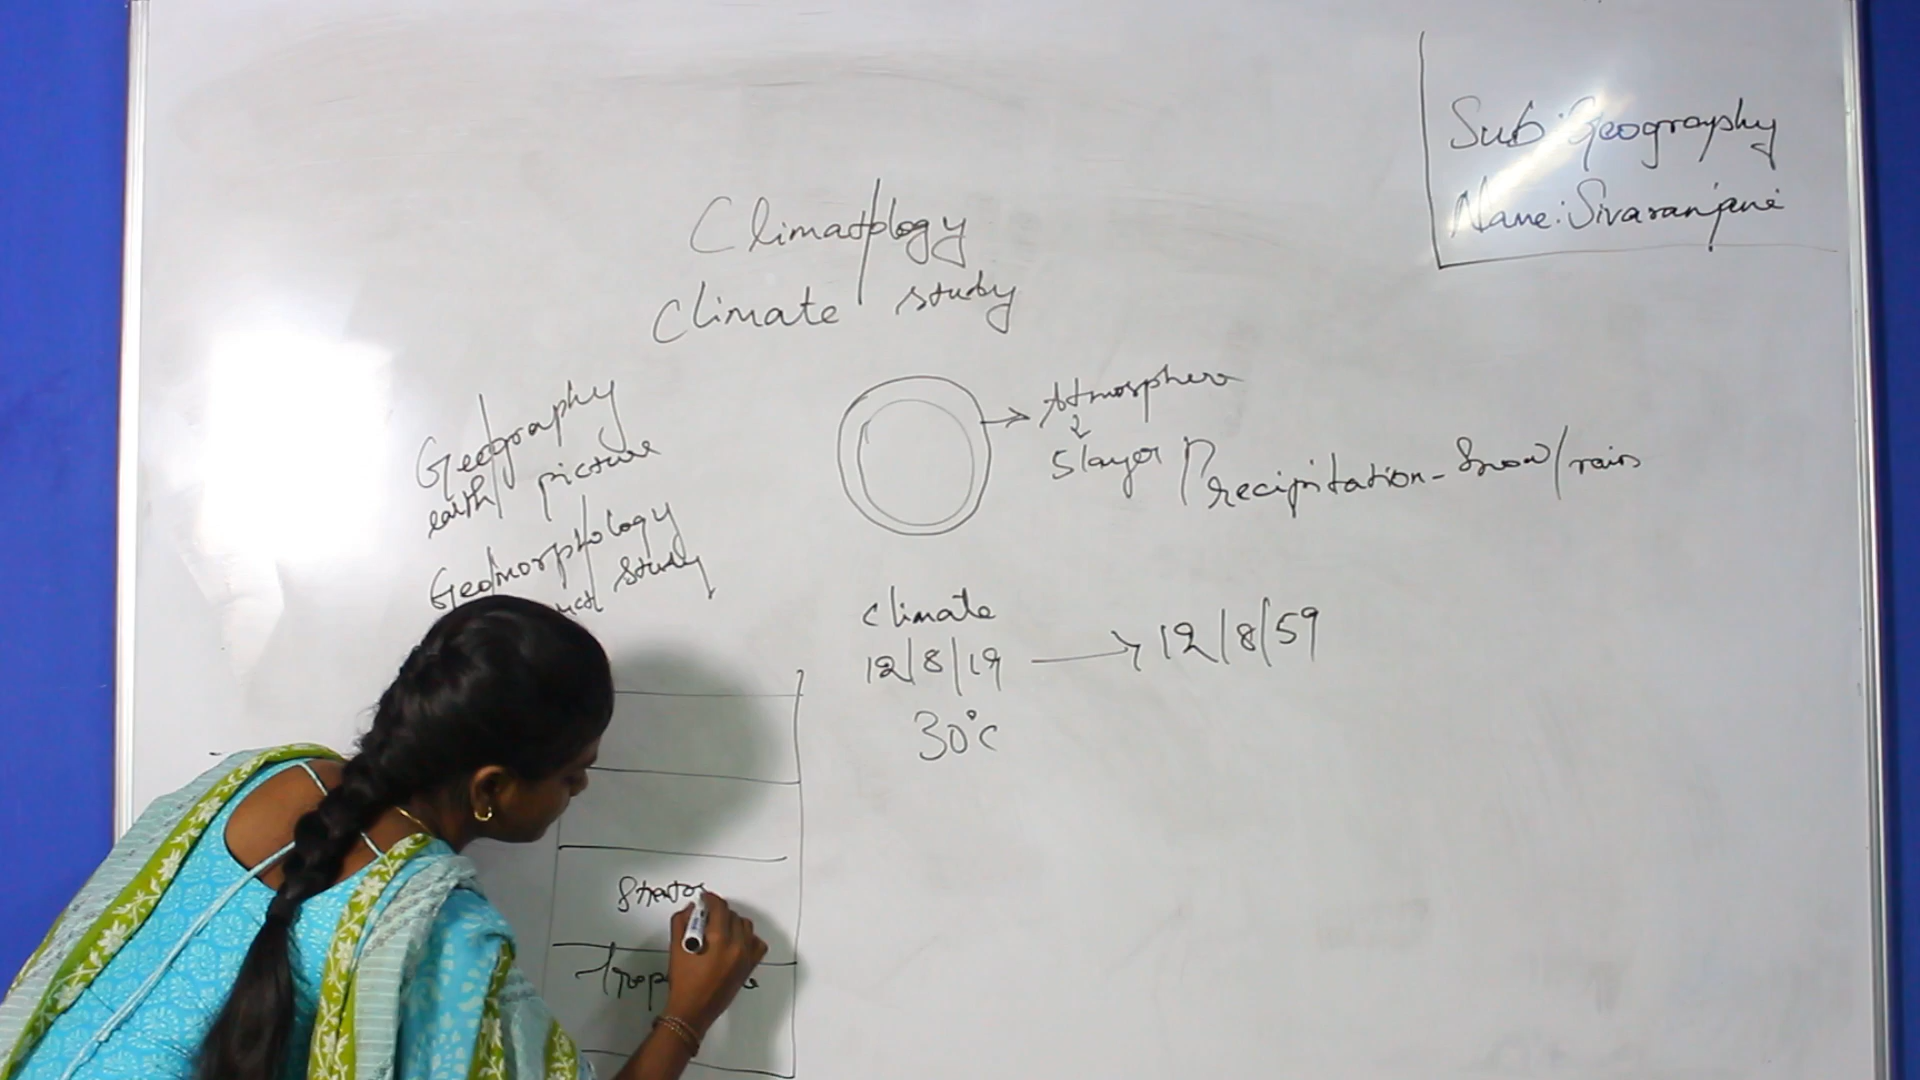 Sub: Geography
Name: Sivaranjani
Climatology
Climate study
Geography
earth picture
Geomorphology
study
Atmosphere
5 layer
Precipitation - Snow/rain
climate
12/8/19 → 12/8/59
30°c
Strato